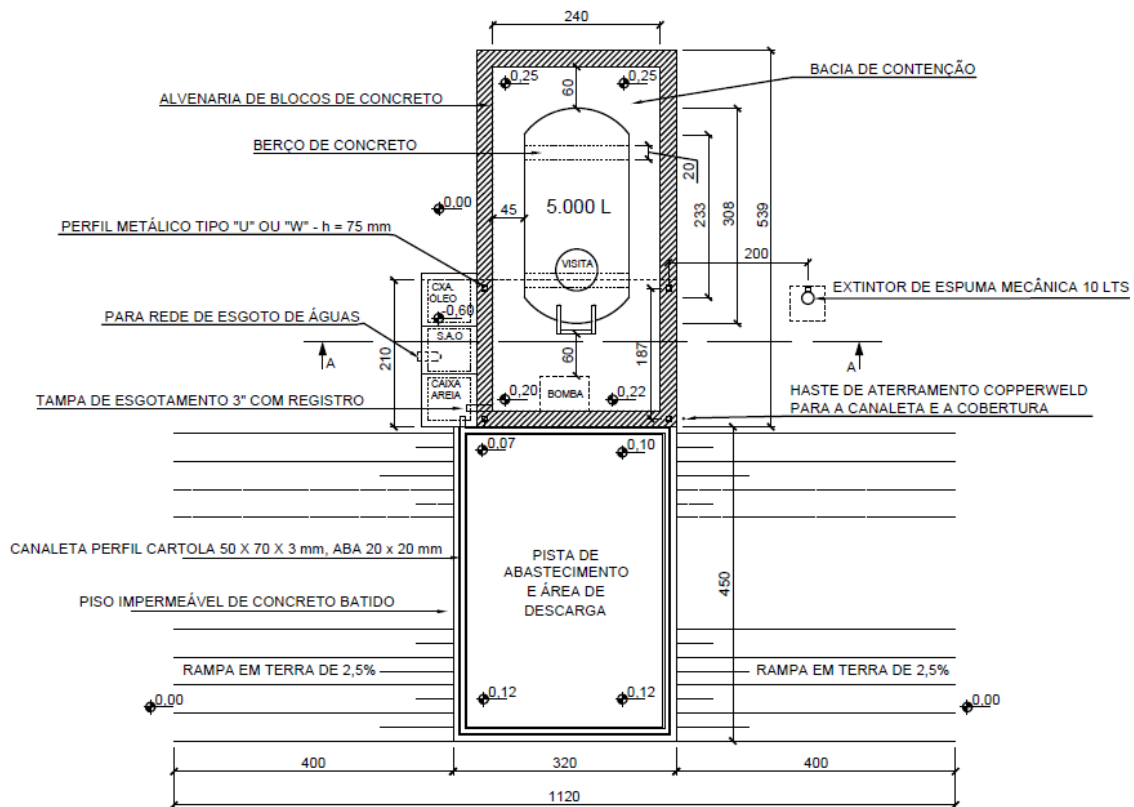 240
0,25
0,25
BACIA DE CONTENÇÃO
60
ALVENARIA DE BLOCOS DE CONCRETO
BERÇO DE CONCRETO
20
0,00
45
5.000 L
233
308
539
PERFIL METÁLICO TIPO "U" OU "W" - h = 75 mm
VISITA
200
CXA.
ÓLEO
EXTINTOR DE ESPUMA MECÂNICA 10 LTS
-0,60
PARA REDE DE ESGOTO DE ÁGUAS
S.A.O
A
A
210
60
187
CAIXA
AREIA
BOMBA
HASTE DE ATERRAMENTO COPPERWELD
PARA A CANALETA E A COBERTURA
TAMPA DE ESGOTAMENTO 3" COM REGISTRO
0,20
0,22
0,07
0,10
CANALETA PERFIL CARTOLA 50 X 70 X 3 mm, ABA 20 x 20 mm
PISTA DE
ABASTECIMENTO
E ÁREA DE
DESCARGA
450
PISO IMPERMEÁVEL DE CONCRETO BATIDO
RAMPA EM TERRA DE 2,5%
RAMPA EM TERRA DE 2,5%
0,12
0,12
0,00
0,00
400
320
400
1120